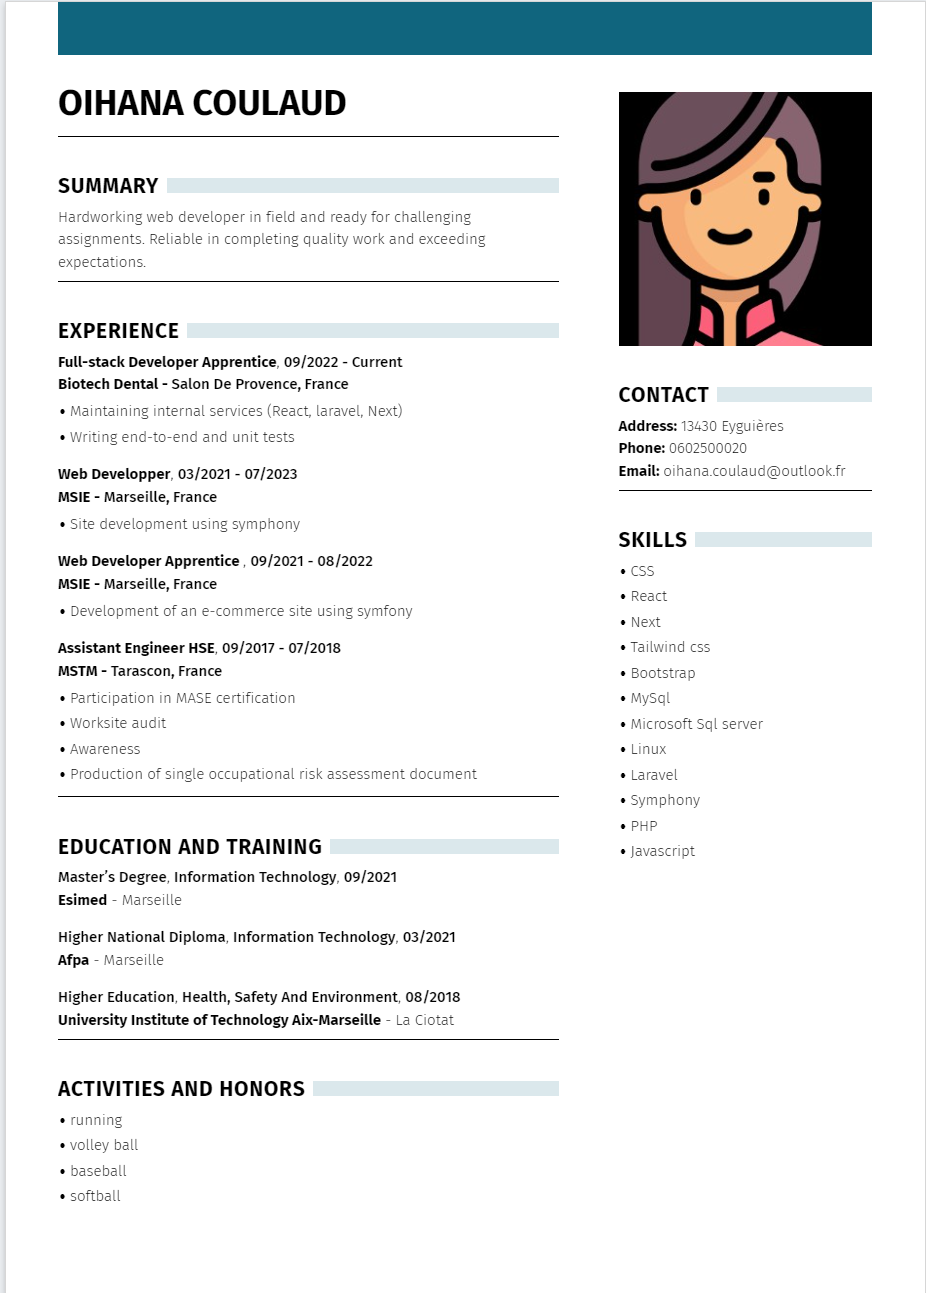 OIHANA COULAUD
SUMMARY
Hardworking web developer in field and ready for challenging
assignments. Reliable in completing quality work and exceeding
expectations.
EXPERIENCE
Full-stack Developer Apprentice, 09/2022 - Current
Biotech Dental - Salon De Provence, France
• Maintaining internal services (React, laravel, Next)
• Writing end-to-end and unit tests
Web Developper, 03/2021 - 07/2023
MSIE - Marseille, France
• Site development using symphony
Web Developer Apprentice , 09/2021 - 08/2022
MSIE - Marseille, France
• Development of an e-commerce site using symfony
Assistant Engineer HSE, 09/2017 - 07/2018
MSTM - Tarascon, France
• Participation in MASE certification
• Worksite audit
• Awareness
• Production of single occupational risk assessment document
EDUCATION AND TRAINING
Master's Degree, Information Technology, 09/2021
Esimed - Marseille
Higher National Diploma, Information Technology, 03/2021
Afpa - Marseille
Higher Education, Health, Safety And Environment, 08/2018
University Institute of Technology Aix-Marseille - La Ciotat
ACTIVITIES AND HONORS
• running
• volley ball
• baseball
• softball
CONTACT
Address: 13430 Eyguières
Phone: 0602500020
Email: oihana.coulaud@outlook.fr
SKILLS
• CSS
• React
• Next
• Tailwind css
• Bootstrap
• MySql
• Microsoft Sql server
• Linux
• Laravel
• Symphony
• PHP
• Javascript